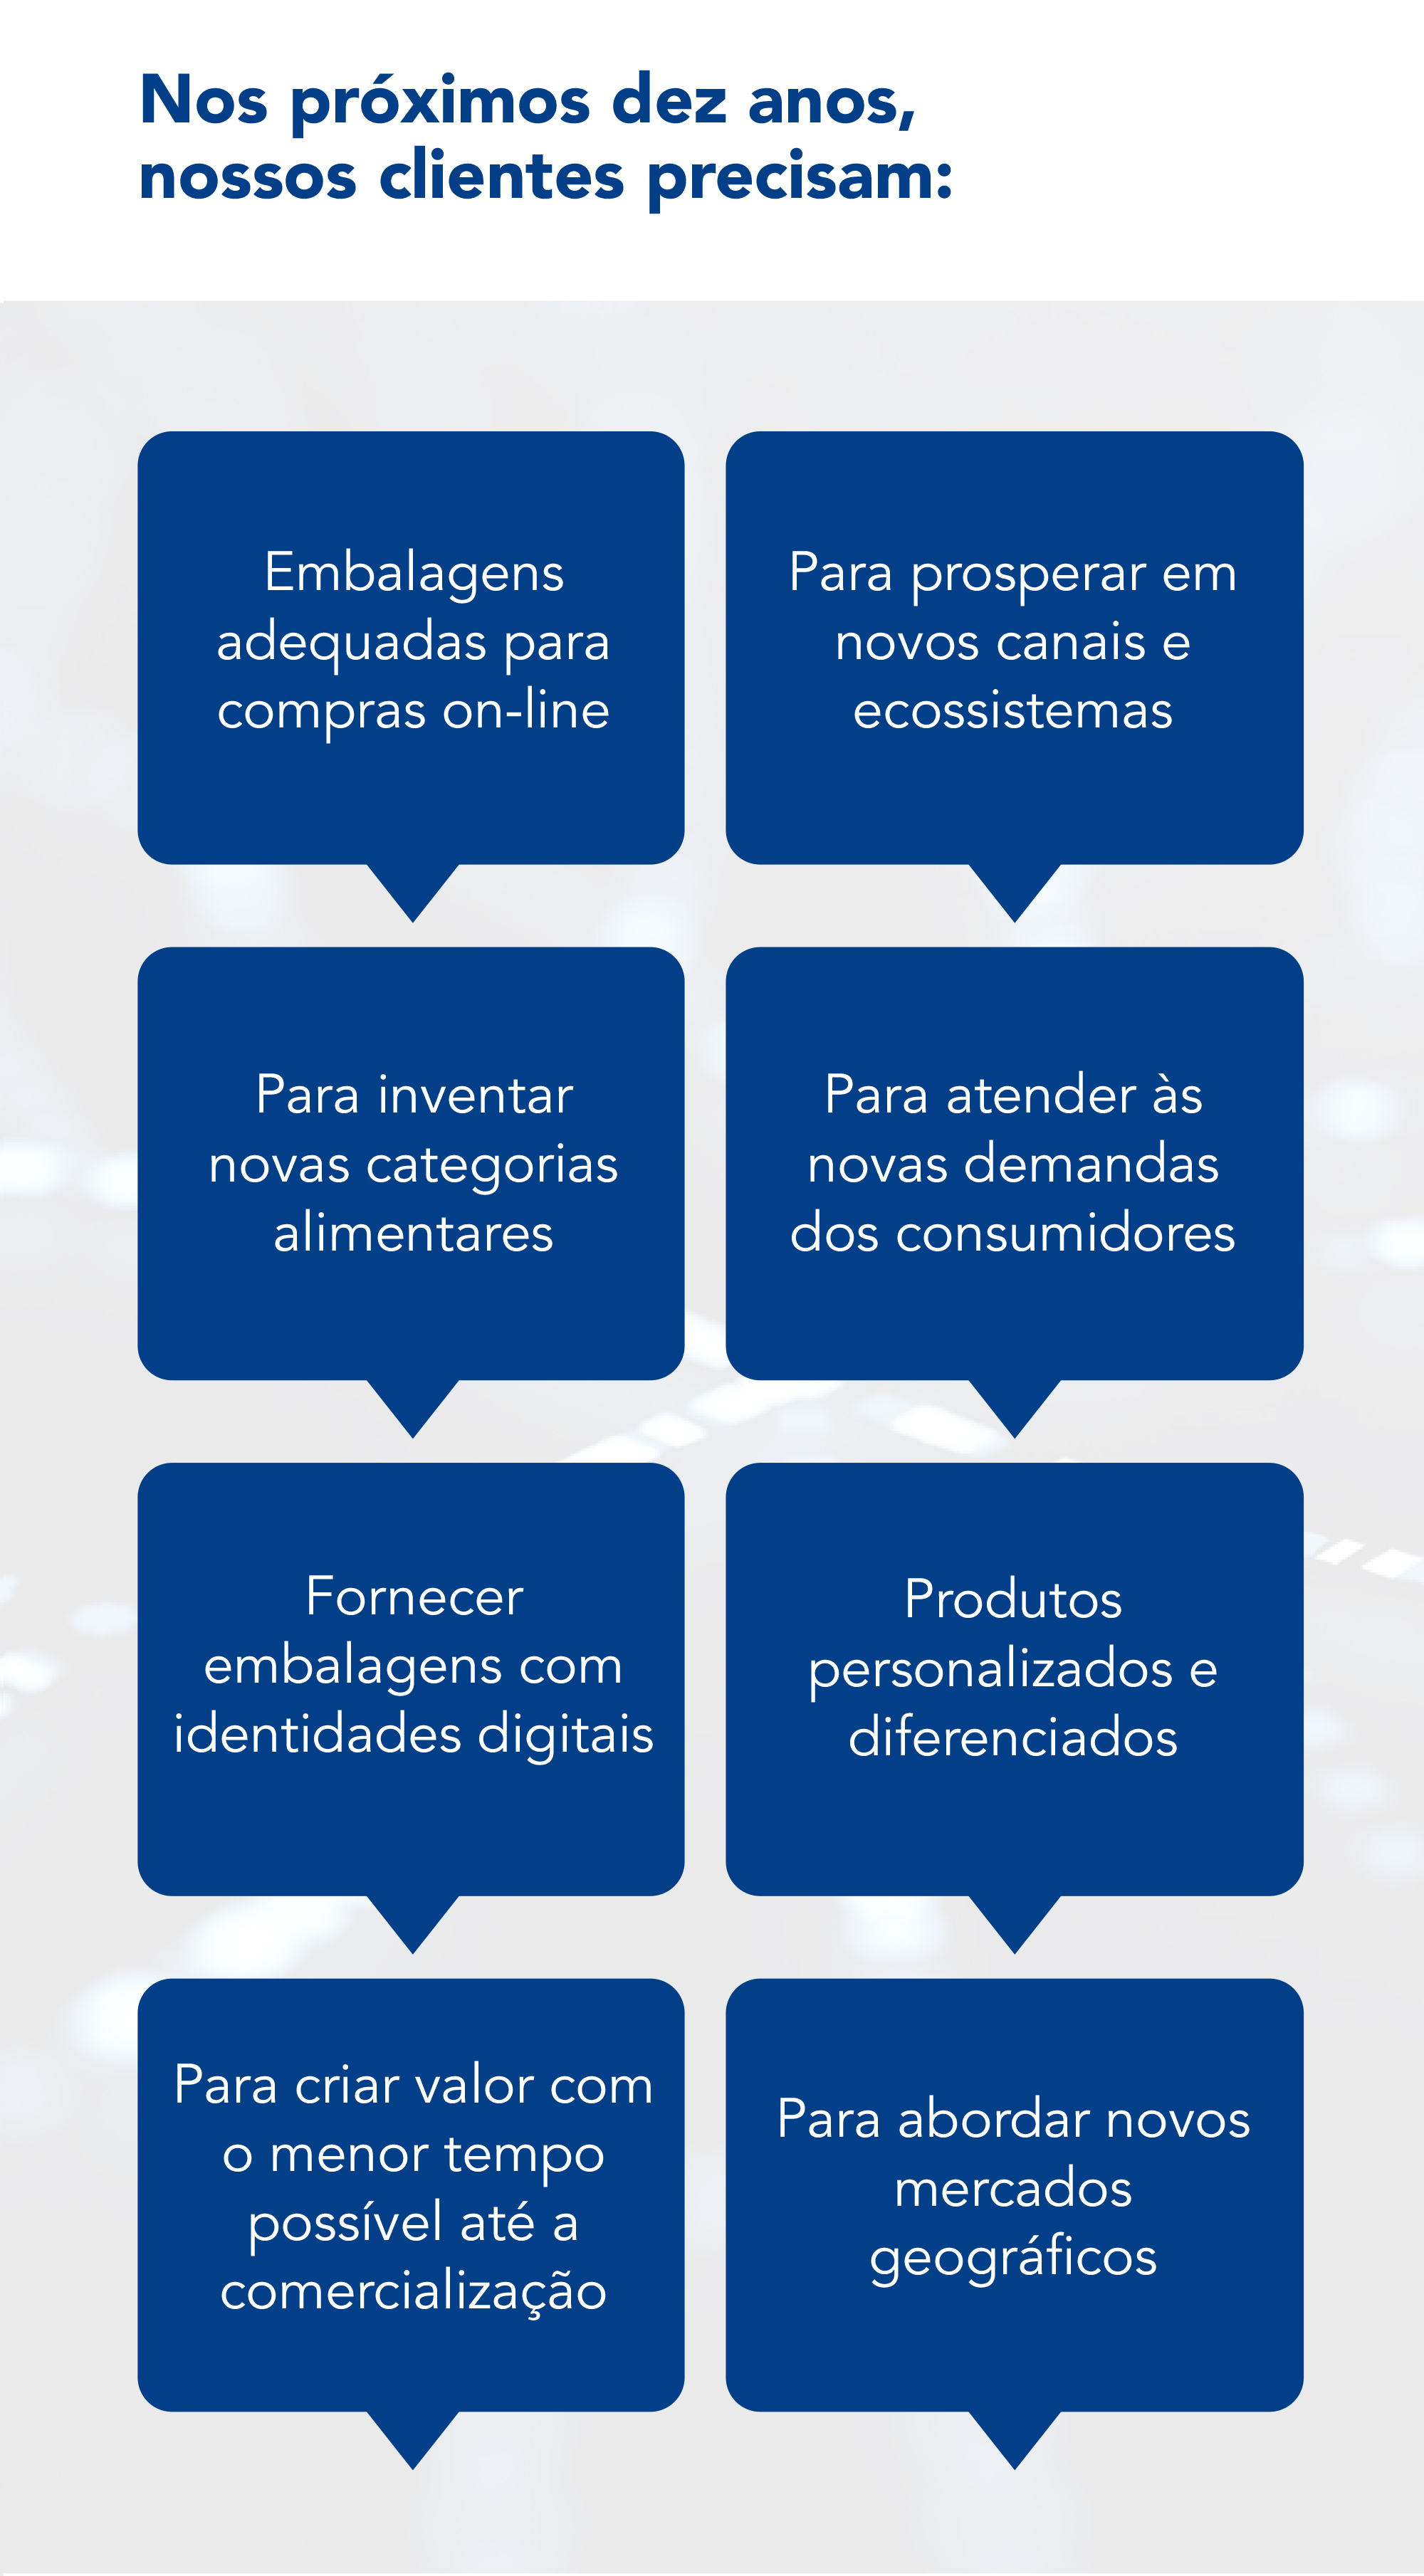 Nos próximos dez anos,
nossos clientes precisam:
Embalagens
adequadas para
compras on-line
Para prosperar em
novos canais e
ecossistemas
Para inventar
novas categorias
alimentares
Para atender às
novas demandas
dos consumidores
Fornecer
embalagens com
identidades digitais
Produtos
personalizados e
diferenciados
Para criar valor com
o menor tempo
possível até a
comercialização
Para abordar novos
mercados
geográficos